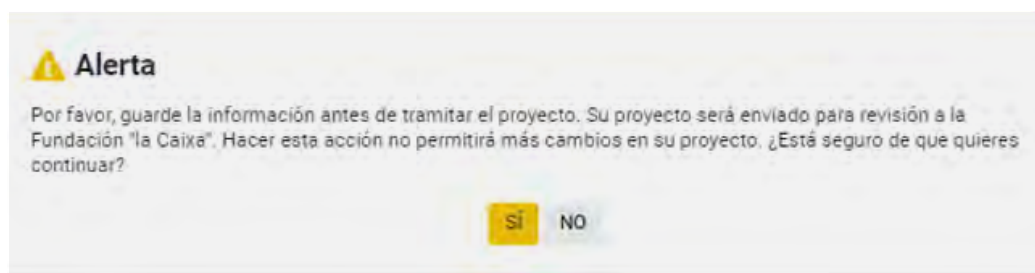 Alerta
Por favor, guarde la información antes de tramitar el proyecto. Su proyecto será enviado para revisión a la
Fundación "la Caixa". Hacer esta acción no permitirá más cambios en su proyecto. ¿Está seguro de que quieres
continuar?
SÍ NO